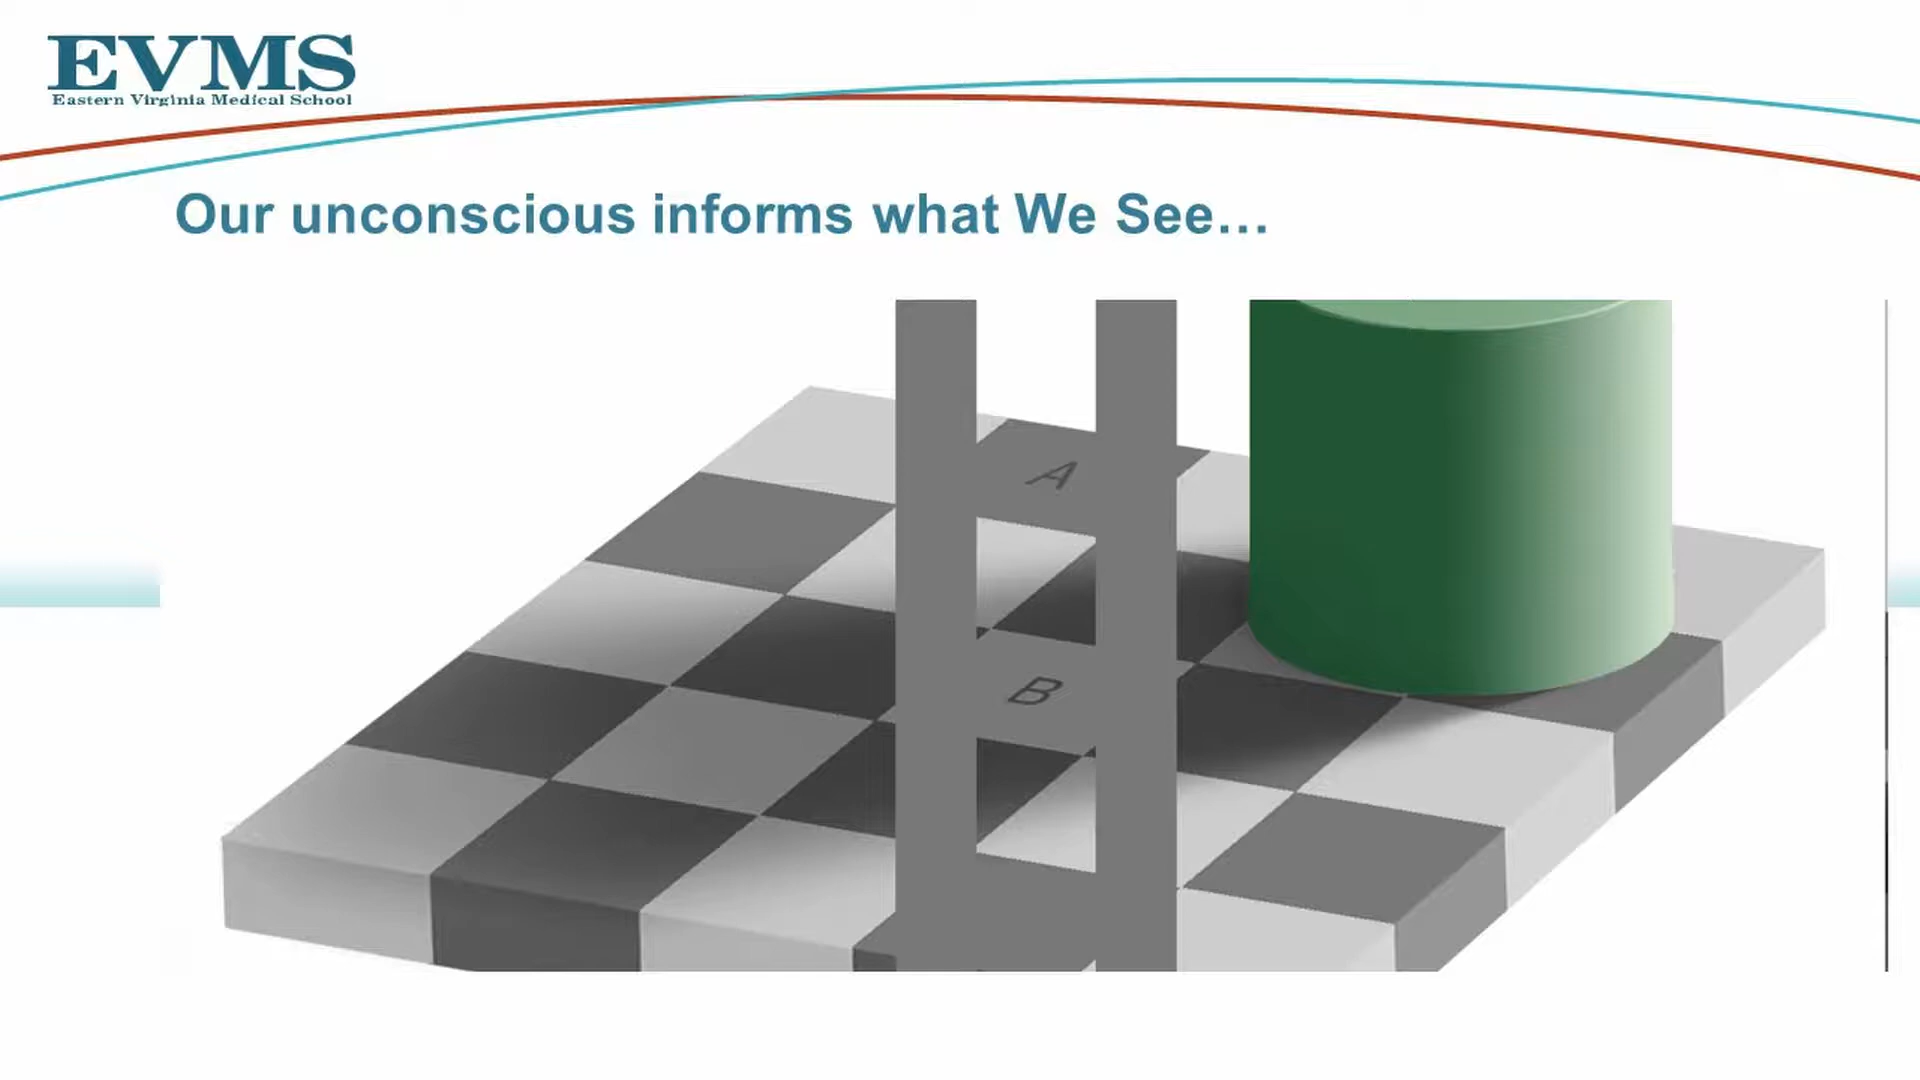 EVMS
Eastern Virginia Medical School
Our unconscious informs what We See…
A
B